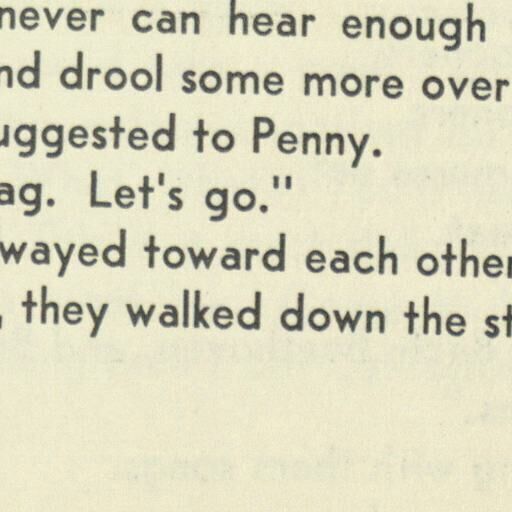 never can hear enough
nd drool some more over
uggested to Penny.
ag. Let's go."
wayed toward each other
, they walked down the st